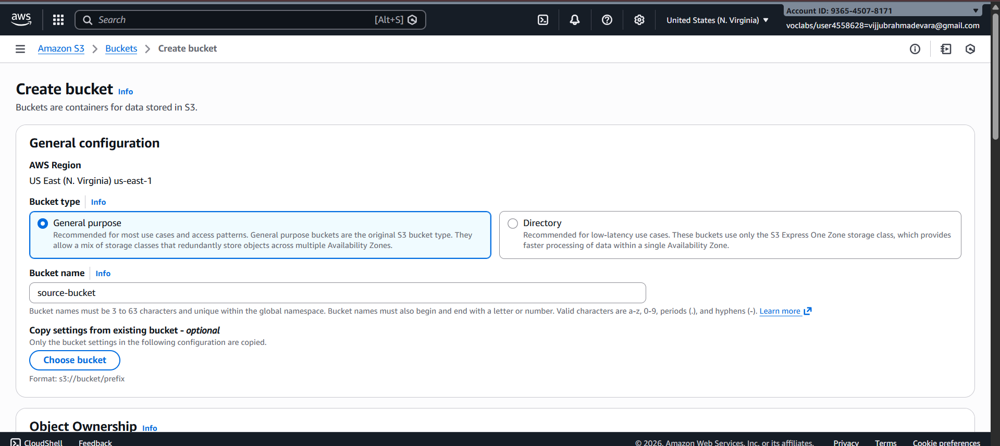 aws
Search [Alt+S]
United States (N. Virginia)
Account ID: 9365-4507-8171
voclabs/user4558628=vijjubrahmadevara@gmail.com
Amazon S3 > Buckets > Create bucket
Create bucket Info
Buckets are containers for data stored in S3.
General configuration
AWS Region
US East (N. Virginia) us-east-1
Bucket type Info
General purpose
Recommended for most use cases and access patterns. General purpose buckets are the original S3 bucket type. They
allow a mix of storage classes that redundantly store objects across multiple Availability Zones.
Directory
Recommended for low-latency use cases. These buckets use only the S3 Express One Zone storage class, which provides
faster processing of data within a single Availability Zone.
Bucket name Info
source-bucket
Bucket names must be 3 to 63 characters and unique within the global namespace. Bucket names must also begin and end with a letter or number. Valid characters are a-z, 0-9, periods (.), and hyphens (-). Learn more
Copy settings from existing bucket - optional
Only the bucket settings in the following configuration are copied.
Choose bucket
Format: s3://bucket/prefix
Object Ownership Info
CloudShell Feedback © 2026, Amazon Web Services, Inc. or its affiliates. Privacy Terms Cookie preferences